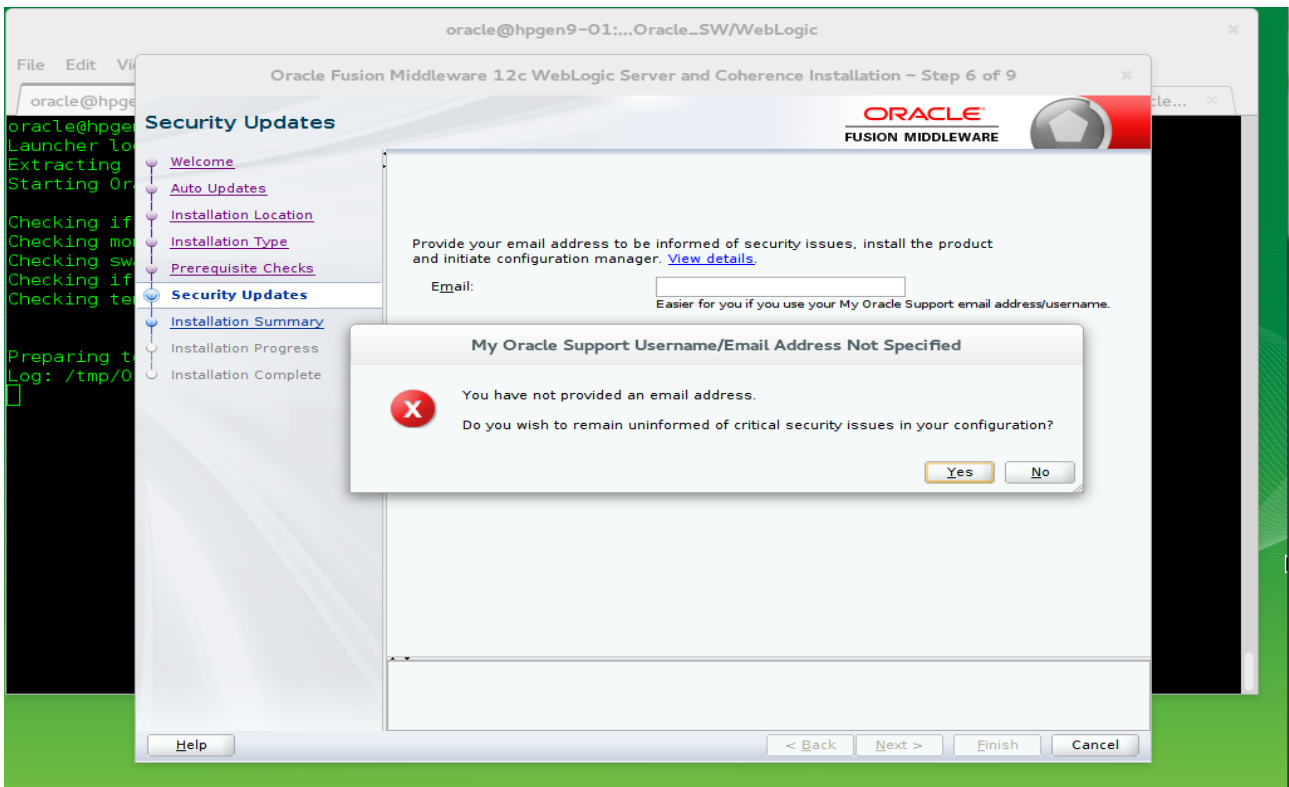 oracle@hpgen9-01:...Oracle_SW/WebLogic
File Edit Vi
oracle@hpge
cle...
Oracle Fusion Middleware 12c WebLogic Server and Coherence Installation - Step 6 of 9
oracle@hpgen
Launcher lo
Extracting
Starting Or
Checking if
Checking mo
Checking sw
Checking if
Checking te
Preparing t
Log: /tmp/O
Security Updates
ORACLE
FUSION MIDDLEWARE
Welcome
Auto Updates
Installation Location
Installation Type
Prerequisite Checks
Security Updates
Installation Summary
Installation Progress
Installation Complete
Provide your email address to be informed of security issues, install the product
and initiate configuration manager. View details.
Email:
Easier for you if you use your My Oracle Support email address/username.
My Oracle Support Username/Email Address Not Specified
You have not provided an email address.
Do you wish to remain uninformed of critical security issues in your configuration?
Yes No
Help
< Back Next > Finish Cancel